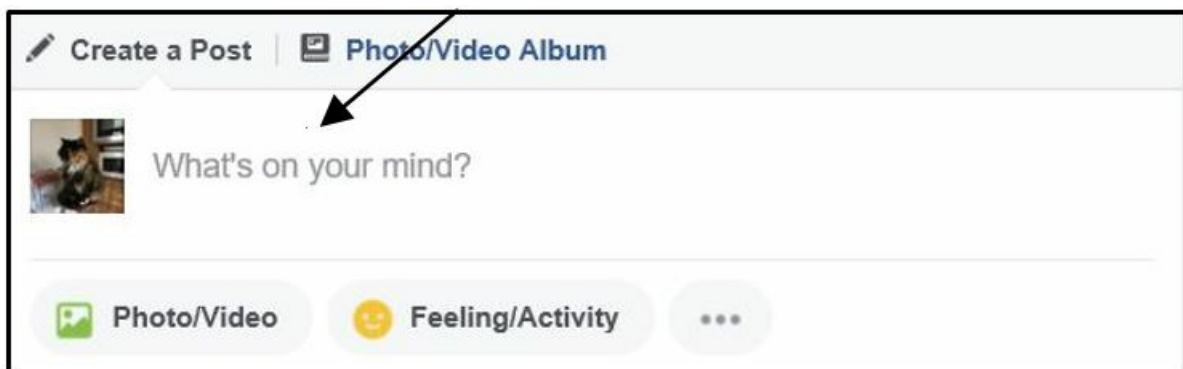 Create a Post | Photo/Video Album
What's on your mind?
Photo/Video Feeling/Activity